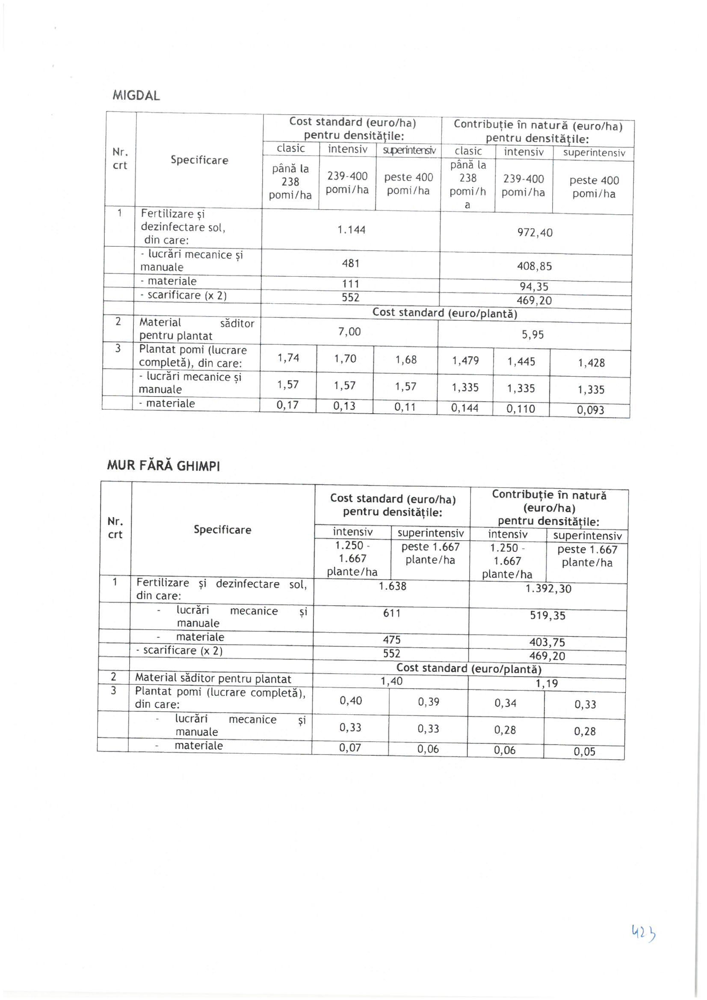 MIGDAL
Nr. crt
Specificare
Cost standard (euro/ha)
pentru densitățile:
Contribuție în natură (euro/ha)
pentru densitățile:
clasic intensiv superintensiv clasic intensiv superintensiv
până la 238 pomi/ha
239-400 pomi/ha
peste 400 pomi/ha
până la 238 pomi/h a
239-400 pomi/ha
peste 400 pomi/ha
1 Fertilizare și
dezinfectare sol,
din care: 1.144 972,40
- lucrări mecanice și
manuale 481 408,85
- materiale 111 94,35
- scarificare (x 2) 552 469,20
Cost standard (euro/plantă)
2 Material săditor
pentru plantat 7,00 5,95
3 Plantat pomi (lucrare
completă), din care: 1,74 1,70 1,68 1,479 1,445 1,428
- lucrări mecanice și
manuale 1,57 1,57 1,57 1,335 1,335 1,335
- materiale 0,17 0,13 0,11 0,144 0,110 0,093
MUR FĂRĂ GHIMPI
Nr. crt
Specificare
Cost standard (euro/ha)
pentru densitățile:
Contribuție în natură
(euro/ha)
pentru densitățile:
intensiv superintensiv intensiv superintensiv
1.250 - 1.667 plante/ha
peste 1.667 plante/ha
1.250 - 1.667 plante/ha
peste 1.667 plante/ha
1 Fertilizare și dezinfectare sol,
din care: 1.638 1.392,30
- lucrări mecanice și
manuale 611 519,35
- materiale 475 403,75
- scarificare (x 2) 552 469,20
Cost standard (euro/plantă)
2 Material săditor pentru plantat 1,40 1,19
3 Plantat pomi (lucrare completă),
din care: 0,40 0,39 0,34 0,33
- lucrări mecanice și
manuale 0,33 0,33 0,28 0,28
- materiale 0,07 0,06 0,06 0,05
423